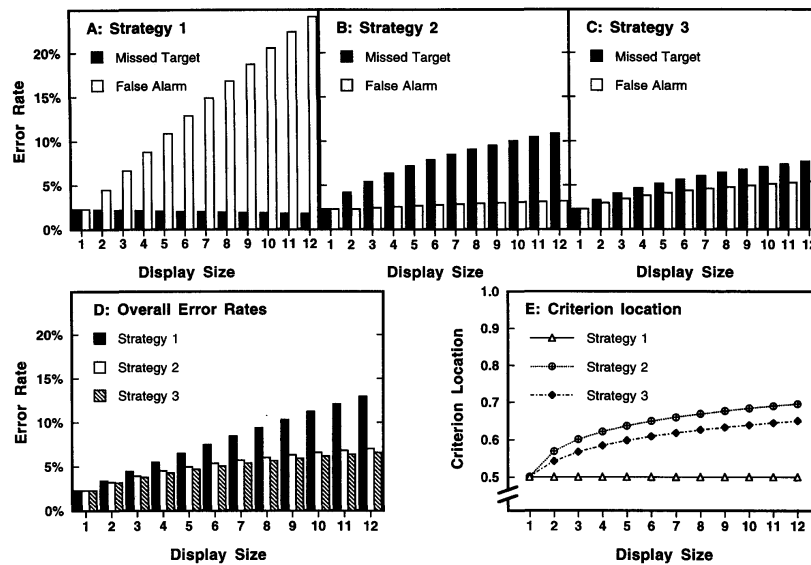 A: Strategy 1
Missed Target
False Alarm
20%
15%
10%
5%
0%
Error Rate
1 2 3 4 5 6 7 8 9 10 11 12
Display Size
B: Strategy 2
Missed Target
False Alarm
1 2 3 4 5 6 7 8 9 10 11 12
Display Size
C: Strategy 3
Missed Target
False Alarm
1 2 3 4 5 6 7 8 9 10 11 12
Display Size
D: Overall Error Rates
Strategy 1
Strategy 2
Strategy 3
20%
15%
10%
5%
0%
Error Rate
1 2 3 4 5 6 7 8 9 10 11 12
Display Size
E: Criterion location
Strategy 1
Strategy 2
Strategy 3
1.0
0.9
0.8
0.7
0.6
0.5
Criterion Location
1 2 3 4 5 6 7 8 9 10 11 12
Display Size